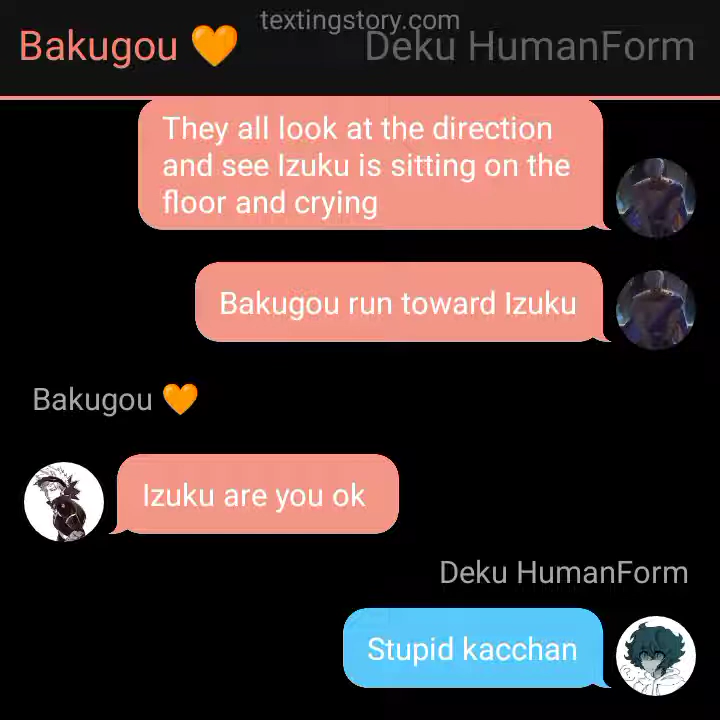 textingstory.com
Bakugou 🧡 Deku HumanForm
They all look at the direction
and see Izuku is sitting on the
floor and crying
Bakugou run toward Izuku
Bakugou 🧡
Izuku are you ok
Deku HumanForm
Stupid kacchan